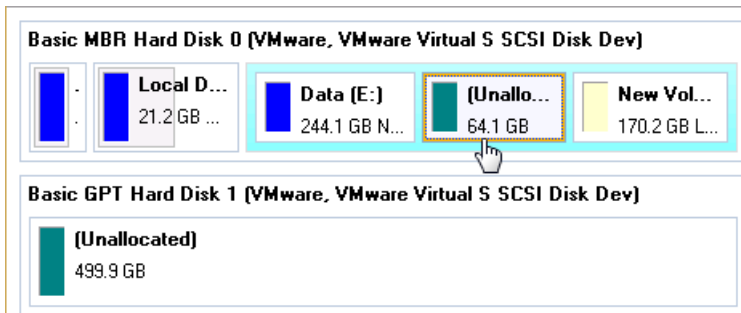 Basic MBR Hard Disk 0 (VMware, VMware Virtual S SCSI Disk Dev)
. Local D... Data (E:) (Unallo... New Vol...
. 21.2 GB ... 244.1 GB N... 64.1 GB 170.2 GB L...
Basic GPT Hard Disk 1 (VMware, VMware Virtual S SCSI Disk Dev)
(Unallocated)
499.9 GB